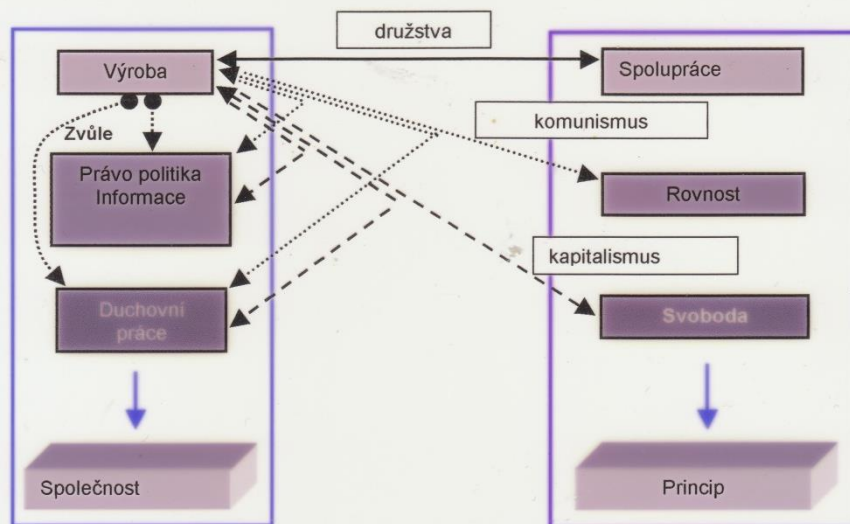 družstva
Výroba
Spolupráce
Zvůle
komunismus
Právo politika
Informace
Rovnost
kapitalismus
Duchovní
práce
Svoboda
Společnost
Princip